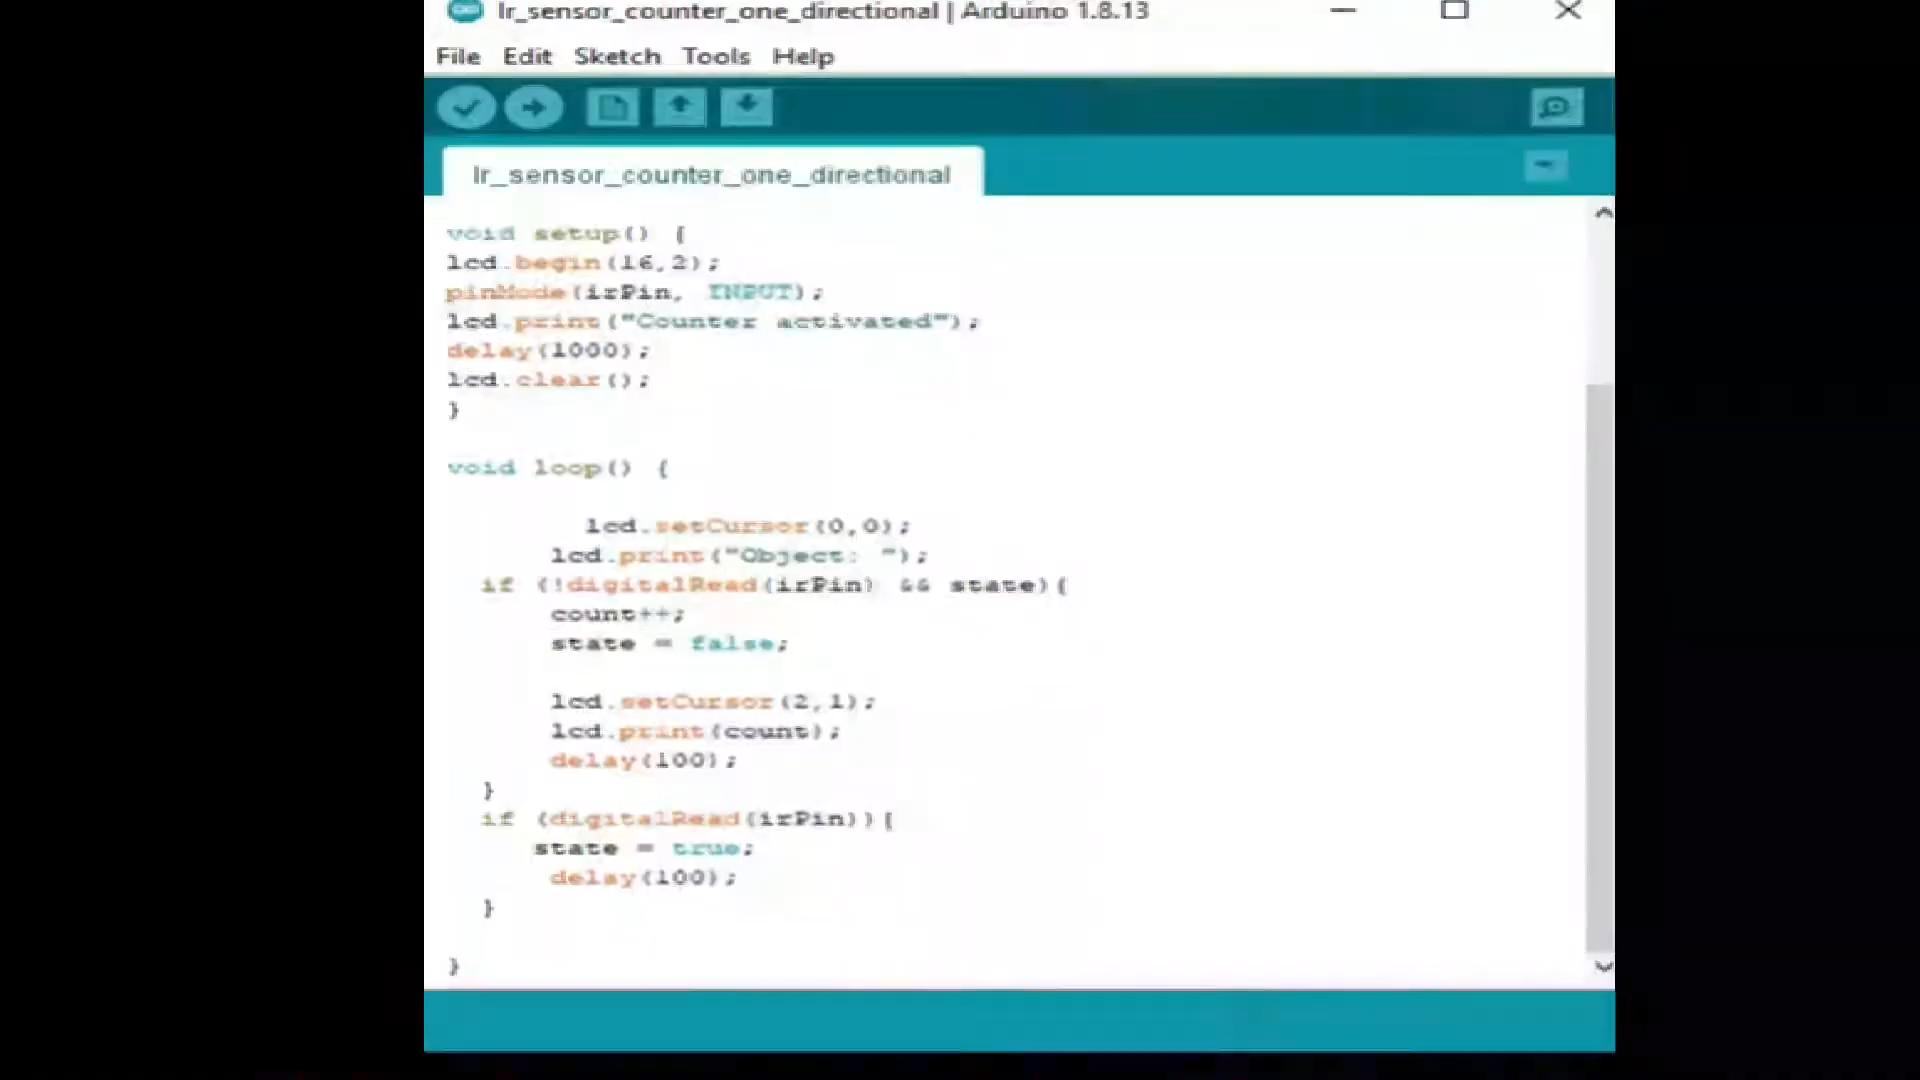 Ir_sensor_counter_one_directional | Arduino 1.8.13
File Edit Sketch Tools Help
Ir_sensor_counter_one_directional
void setup() {
lcd.begin(16,2);
pinMode(irPin, INPUT);
lcd.print("Counter activated");
delay(1000);
lcd.clear();
}
void loop() {
lcd.setCursor(0,0);
lcd.print("Object: ");
if (!digitalRead(irPin) && state){
count++;
state = false;
lcd.setCursor(2,1);
lcd.print(count);
delay(100);
}
if (digitalRead(irPin)){
state = true;
delay(100);
}
}